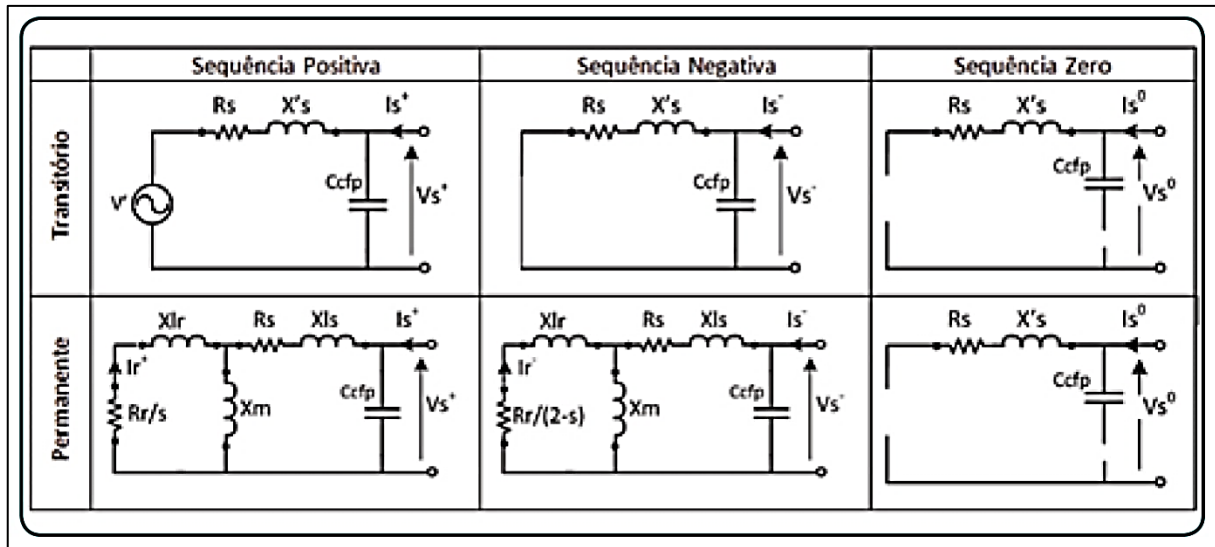 Sequência Positiva
Sequência Negativa
Sequência Zero
Transitório
Rs
X's
Is⁺
V'
Ccfp
Vs⁺
Rs
X's
Is⁻
Ccfp
Vs⁻
Rs
X's
Is⁰
Ccfp
Vs⁰
Permanente
Xlr
Rs
Xls
Is⁺
Ir⁺
Rr/s
Xm
Ccfp
Vs⁺
Xlr
Rs
Xls
Is⁻
Ir⁻
Rr/(2-s)
Xm
Ccfp
Vs⁻
Rs
X's
Is⁰
Ccfp
Vs⁰